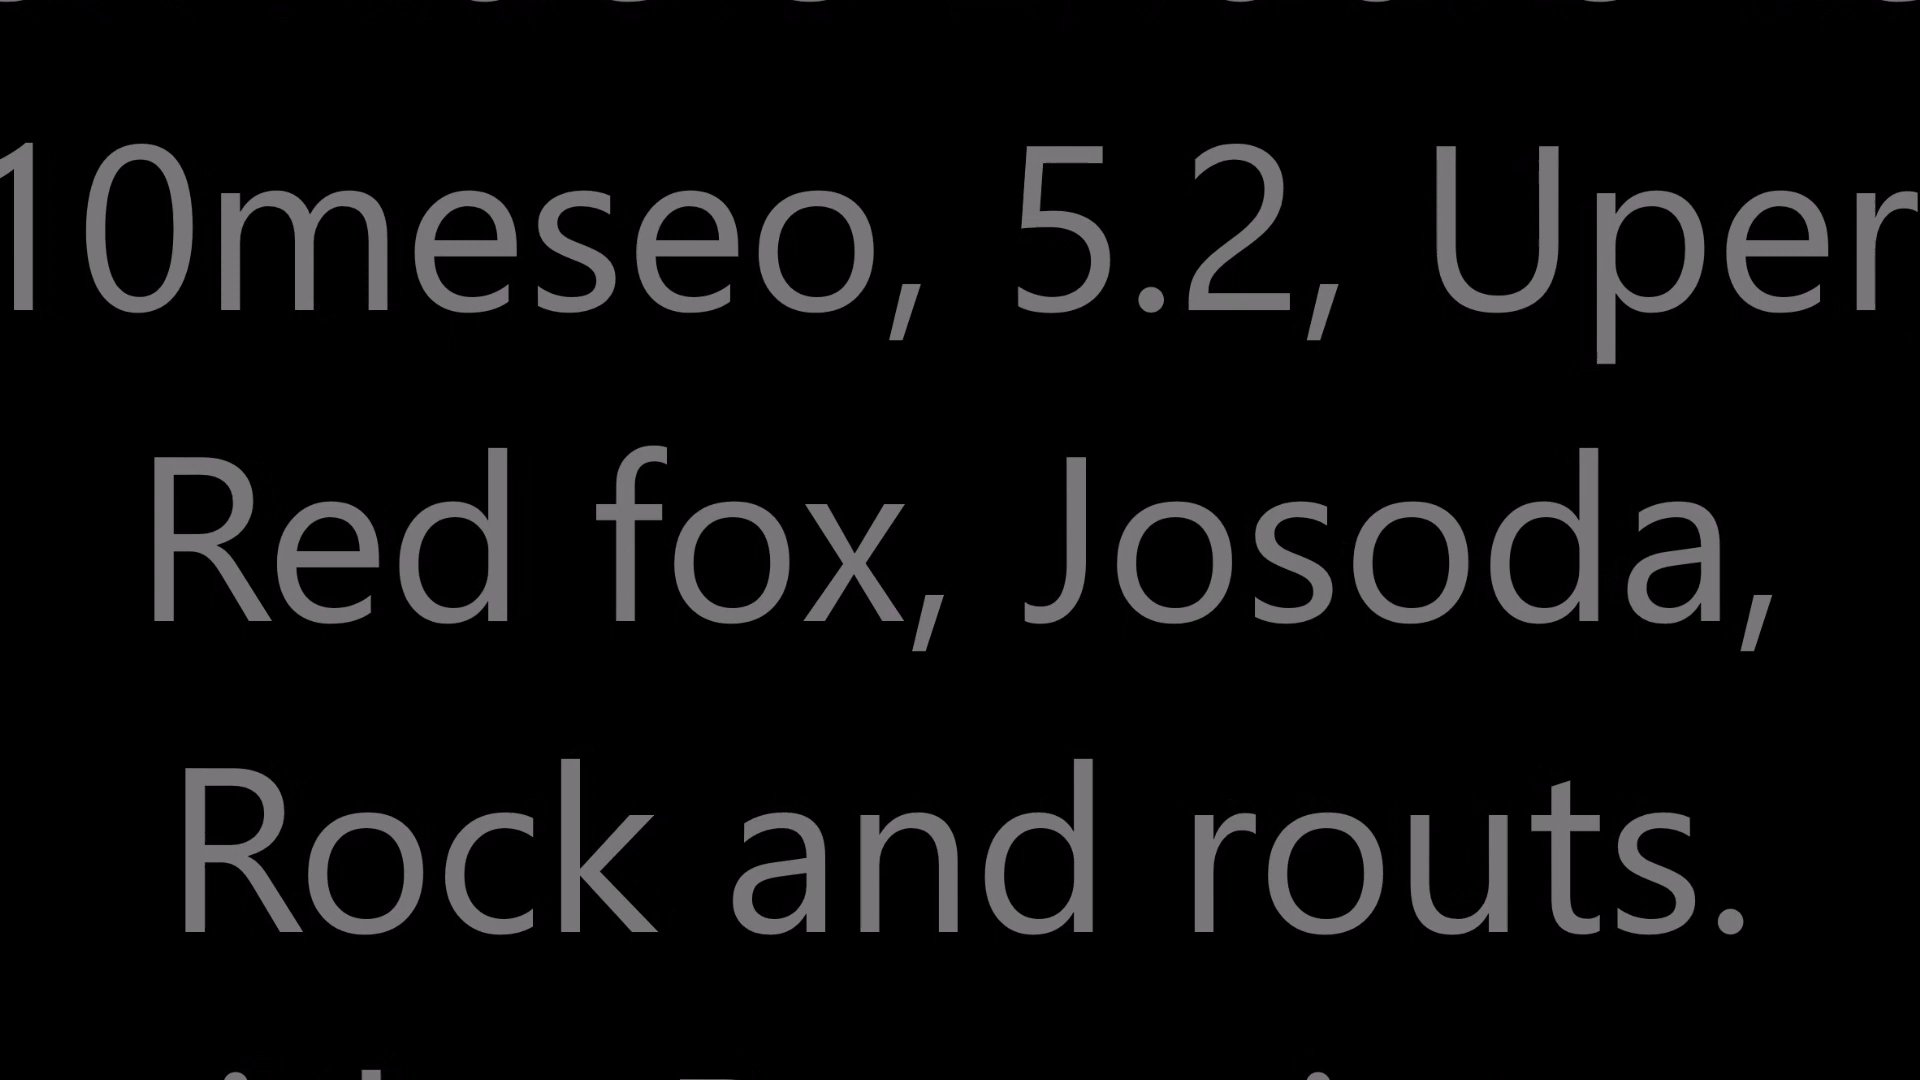 10meseo, 5.2, Uper
Red fox, Josoda,
Rock and routs.